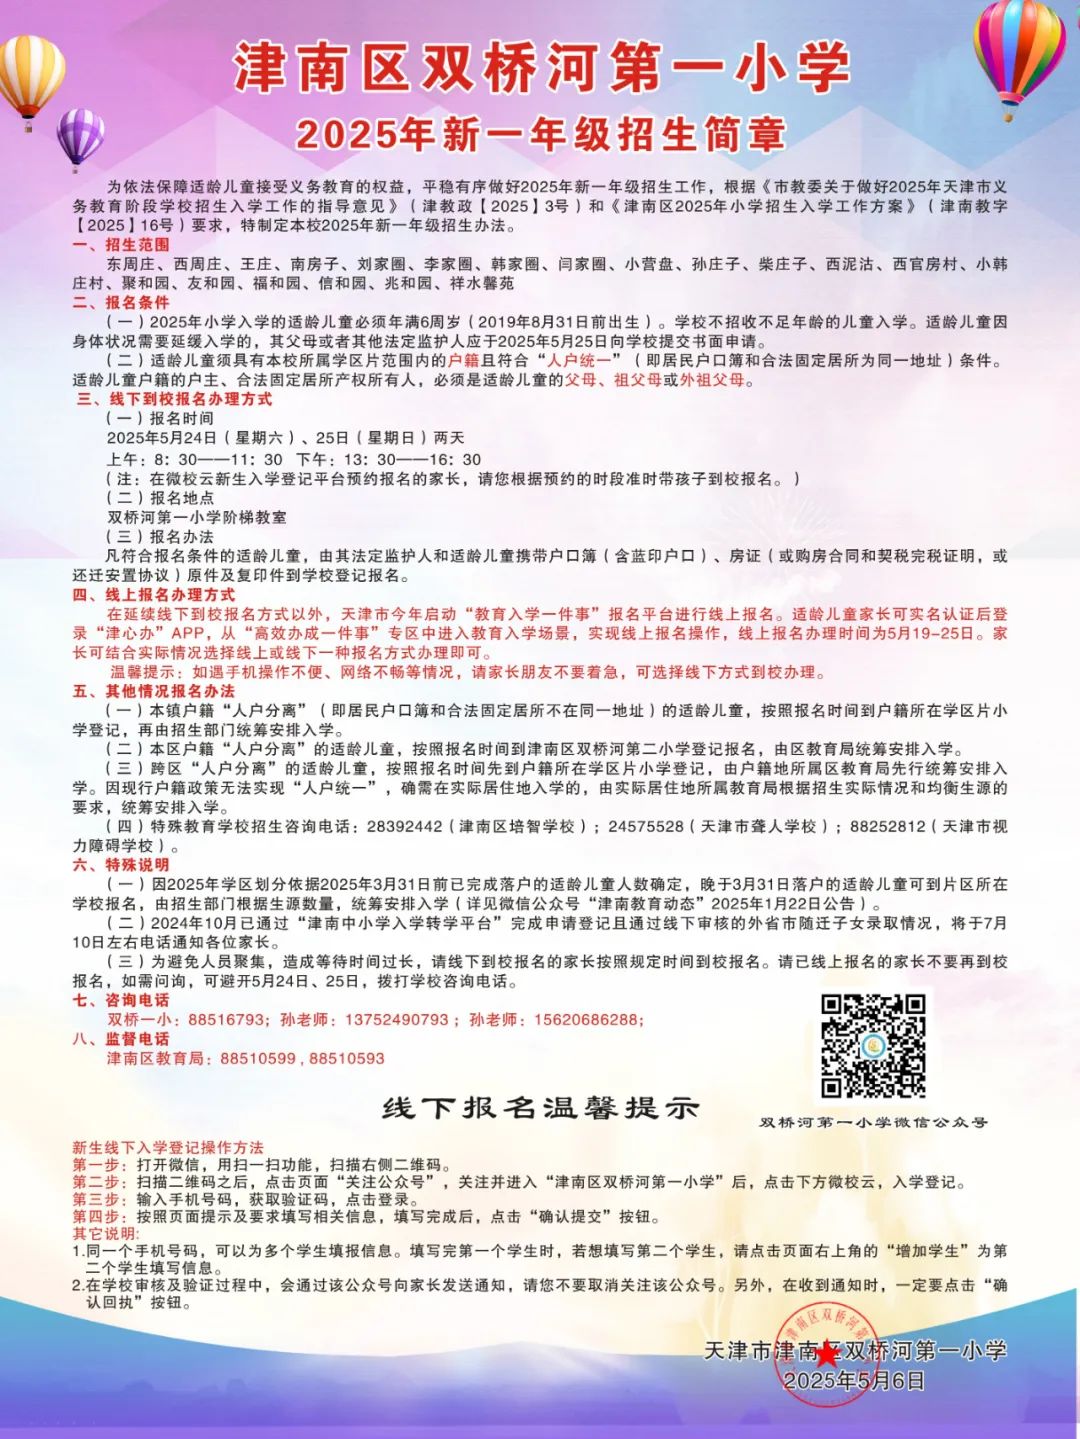 津南区双桥河第一小学
2025年新一年级招生简章
为依法保障适龄儿童接受义务教育的权益，平稳有序做好2025年新一年级招生工作，根据《市教委关于做好2025年天津市义
务教育阶段学校招生入学工作的指导意见》（津教政【2025】3号）和《津南区2025年小学招生入学工作方案》（津南教字
【2025】16号）要求，特制定本校2025年新一年级招生办法。
一、招生范围
东周庄、西周庄、王庄、南房子、刘家圈、李家圈、韩家圈、闫家圈、小营盘、孙庄子、柴庄子、西泥沽、西官房村、小韩
庄村、聚和园、友和园、福和园、信和园、兆和园、祥水馨苑
二、报名条件
（一）2025年小学入学的适龄儿童必须年满6周岁（2019年8月31日前出生）。学校不招收不足年龄的儿童入学。适龄儿童因
身体状况需要延缓入学的，其父母或者其他法定监护人应于2025年5月25日向学校提交书面申请。
（二）适龄儿童须具有本校所属学区片范围内的户籍且符合“人户统一”（即居民户口簿和合法固定居所为同一地址）条件。
适龄儿童户籍的户主、合法固定居所产权所有人，必须是适龄儿童的父母、祖父母或外祖父母。
三、线下到校报名办理方式
（一）报名时间
2025年5月24日（星期六）、25日（星期日）两天
上午：8：30——11：30 下午：13：30——16：30
（注：在微校云新生入学登记平台预约报名的家长，请您根据预约的时段准时带孩子到校报名。）
（二）报名地点
双桥河第一小学阶梯教室
（三）报名办法
凡符合报名条件的适龄儿童，由其法定监护人和适龄儿童携带户口簿（含蓝印户口）、房证（或购房合同和契税完税证明，或
还迁安置协议）原件及复印件到学校登记报名。
四、线上报名办理方式
在延续线下到校报名方式以外，天津市今年启动“教育入学一件事”报名平台进行线上报名。适龄儿童家长可实名认证后登
录“津心办”APP，从“高效办成一件事”专区中进入教育入学场景，实现线上报名操作，线上报名办理时间为5月19-25日。家
长可结合实际情况选择线上或线下一种报名方式办理即可。
温馨提示：如遇手机操作不便、网络不畅等情况，请家长朋友不要着急，可选择线下方式到校办理。
五、其他情况报名办法
（一）本镇户籍“人户分离”（即居民户口簿和合法固定居所不在同一地址）的适龄儿童，按照报名时间到户籍所在学区片小
学登记，再由招生部门统筹安排入学。
（二）本区户籍“人户分离”的适龄儿童，按照报名时间到津南区双桥河第二小学登记报名，由区教育局统筹安排入学。
（三）跨区“人户分离”的适龄儿童，按照报名时间先到户籍所在学区片小学登记，由户籍地所属区教育局先行统筹安排入
学。因现行户籍政策无法实现“人户统一”，确需在实际居住地入学的，由实际居住地所属教育局根据招生实际情况和均衡生源的
要求，统筹安排入学。
（四）特殊教育学校招生咨询电话：28392442（津南区培智学校）；24575528（天津市聋人学校）；88252812（天津市视
力障碍学校）。
六、特殊说明
（一）因2025年学区划分依据2025年3月31日前已完成落户的适龄儿童人数确定，晚于3月31日落户的适龄儿童可到片区所在
学校报名，由招生部门根据生源数量，统筹安排入学（详见微信公众号“津南教育动态”2025年1月22日公告）。
（二）2024年10月已通过“津南中小学入学转学平台”完成申请登记且通过线下审核的外省市随迁子女录取情况，将于7月
10日左右电话通知各位家长。
（三）为避免人员聚集，造成等待时间过长，请线下到校报名的家长按照规定时间到校报名。请已线上报名的家长不要再到校
报名，如需问询，可避开5月24日、25日，拨打学校咨询电话。
七、咨询电话
双桥一小：88516793；孙老师：13752490793；孙老师：15620686288；
八、监督电话
津南区教育局：88510599，88510593
线下报名温馨提示
双桥河第一小学微信公众号
新生线下入学登记操作方法
第一步：打开微信，用扫一扫功能，扫描右侧二维码。
第二步：扫描二维码之后，点击页面“关注公众号”，关注并进入“津南区双桥河第一小学”后，点击下方微校云，入学登记。
第三步：输入手机号码，获取验证码，点击登录。
第四步：按照页面提示及要求填写相关信息，填写完成后，点击“确认提交”按钮。
其它说明：
1.同一个手机号码，可以为多个学生填报信息。填写完第一个学生时，若想填写第二个学生，请点击页面右上角的“增加学生”为第
二个学生填写信息。
2.在学校审核及验证过程中，会通过该公众号向家长发送通知，请您不要取消关注该公众号。另外，在收到通知时，一定要点击“确
认回执”按钮。
天津市津南区双桥河第一小学
2025年5月6日